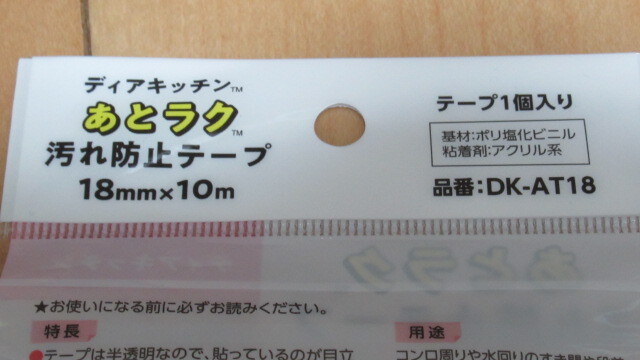 ディアキッチン™
あとラク™
汚れ防止テープ
18mm×10m
テープ1個入り
基材:ポリ塩化ビニル
粘着剤:アクリル系
品番:DK-AT18
★お使いになる前に必ずお読みください。
特長
●テープは半透明なので、貼っているのが目立
用途
コンロ周りや水回りのすき間や